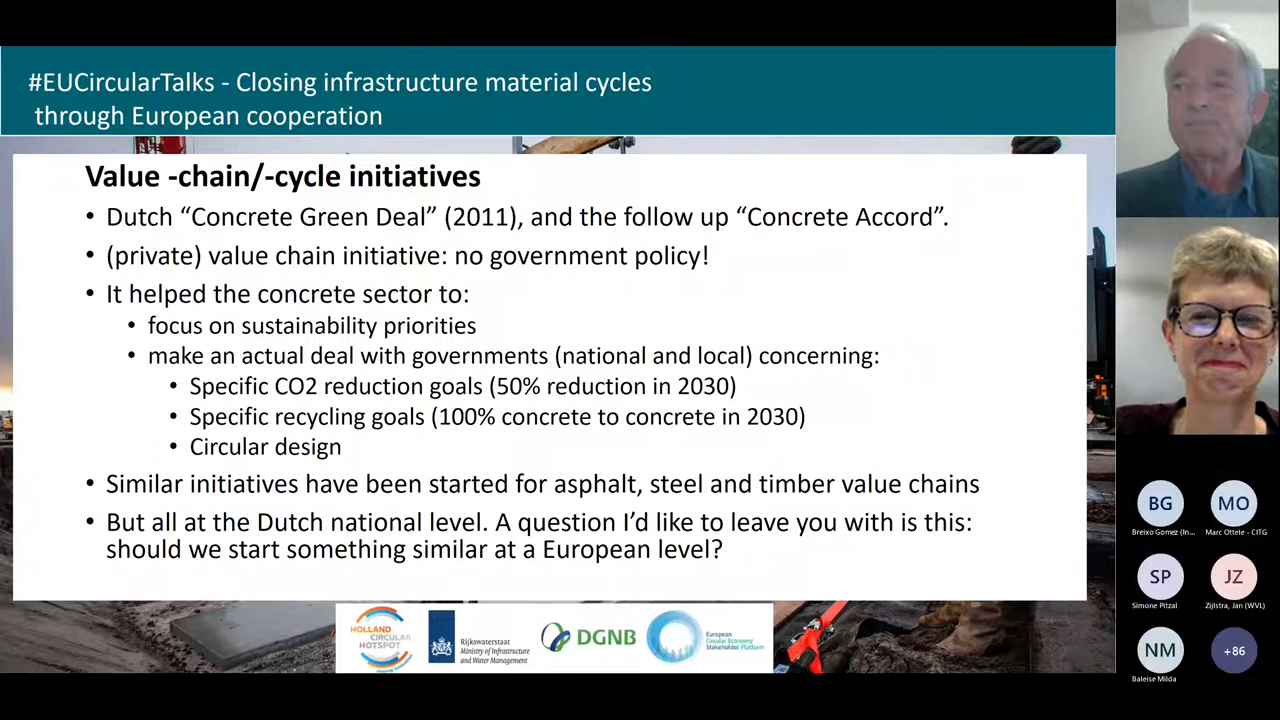 #EUCircularTalks - Closing infrastructure material cycles
through European cooperation
Value -chain/-cycle initiatives
• Dutch “Concrete Green Deal” (2011), and the follow up “Concrete Accord”.
• (private) value chain initiative: no government policy!
• It helped the concrete sector to:
• focus on sustainability priorities
• make an actual deal with governments (national and local) concerning:
• Specific CO2 reduction goals (50% reduction in 2030)
• Specific recycling goals (100% concrete to concrete in 2030)
• Circular design
• Similar initiatives have been started for asphalt, steel and timber value chains
• But all at the Dutch national level. A question I’d like to leave you with is this:
should we start something similar at a European level?
HOLLAND
CIRCULAR
HOTSPOT
Rijkswaterstaat
Ministry of Infrastructure
and Water Management
DGNB
European
Circular Economy
Stakeholder Platform
BG
Breixo Gomez (In...
MO
Marc Ottele - CITG
SP
Simone Pitzal
JZ
Zijlstra, Jan (WVL)
NM
Baleise Milda
+86